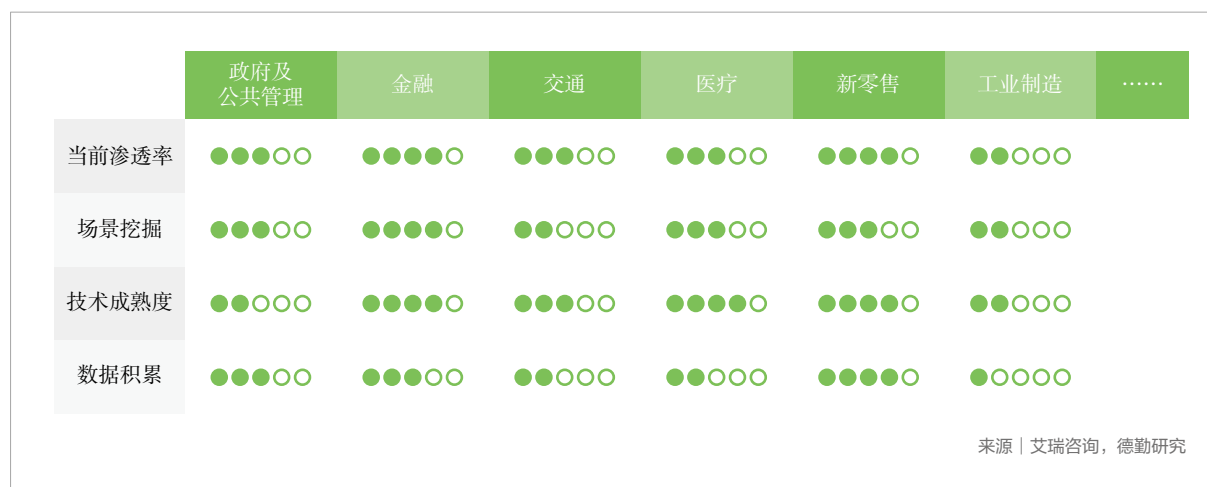 政府及
公共管理
金融
交通
医疗
新零售
工业制造
……
当前渗透率
场景挖掘
技术成熟度
数据积累
来源｜艾瑞咨询，德勤研究